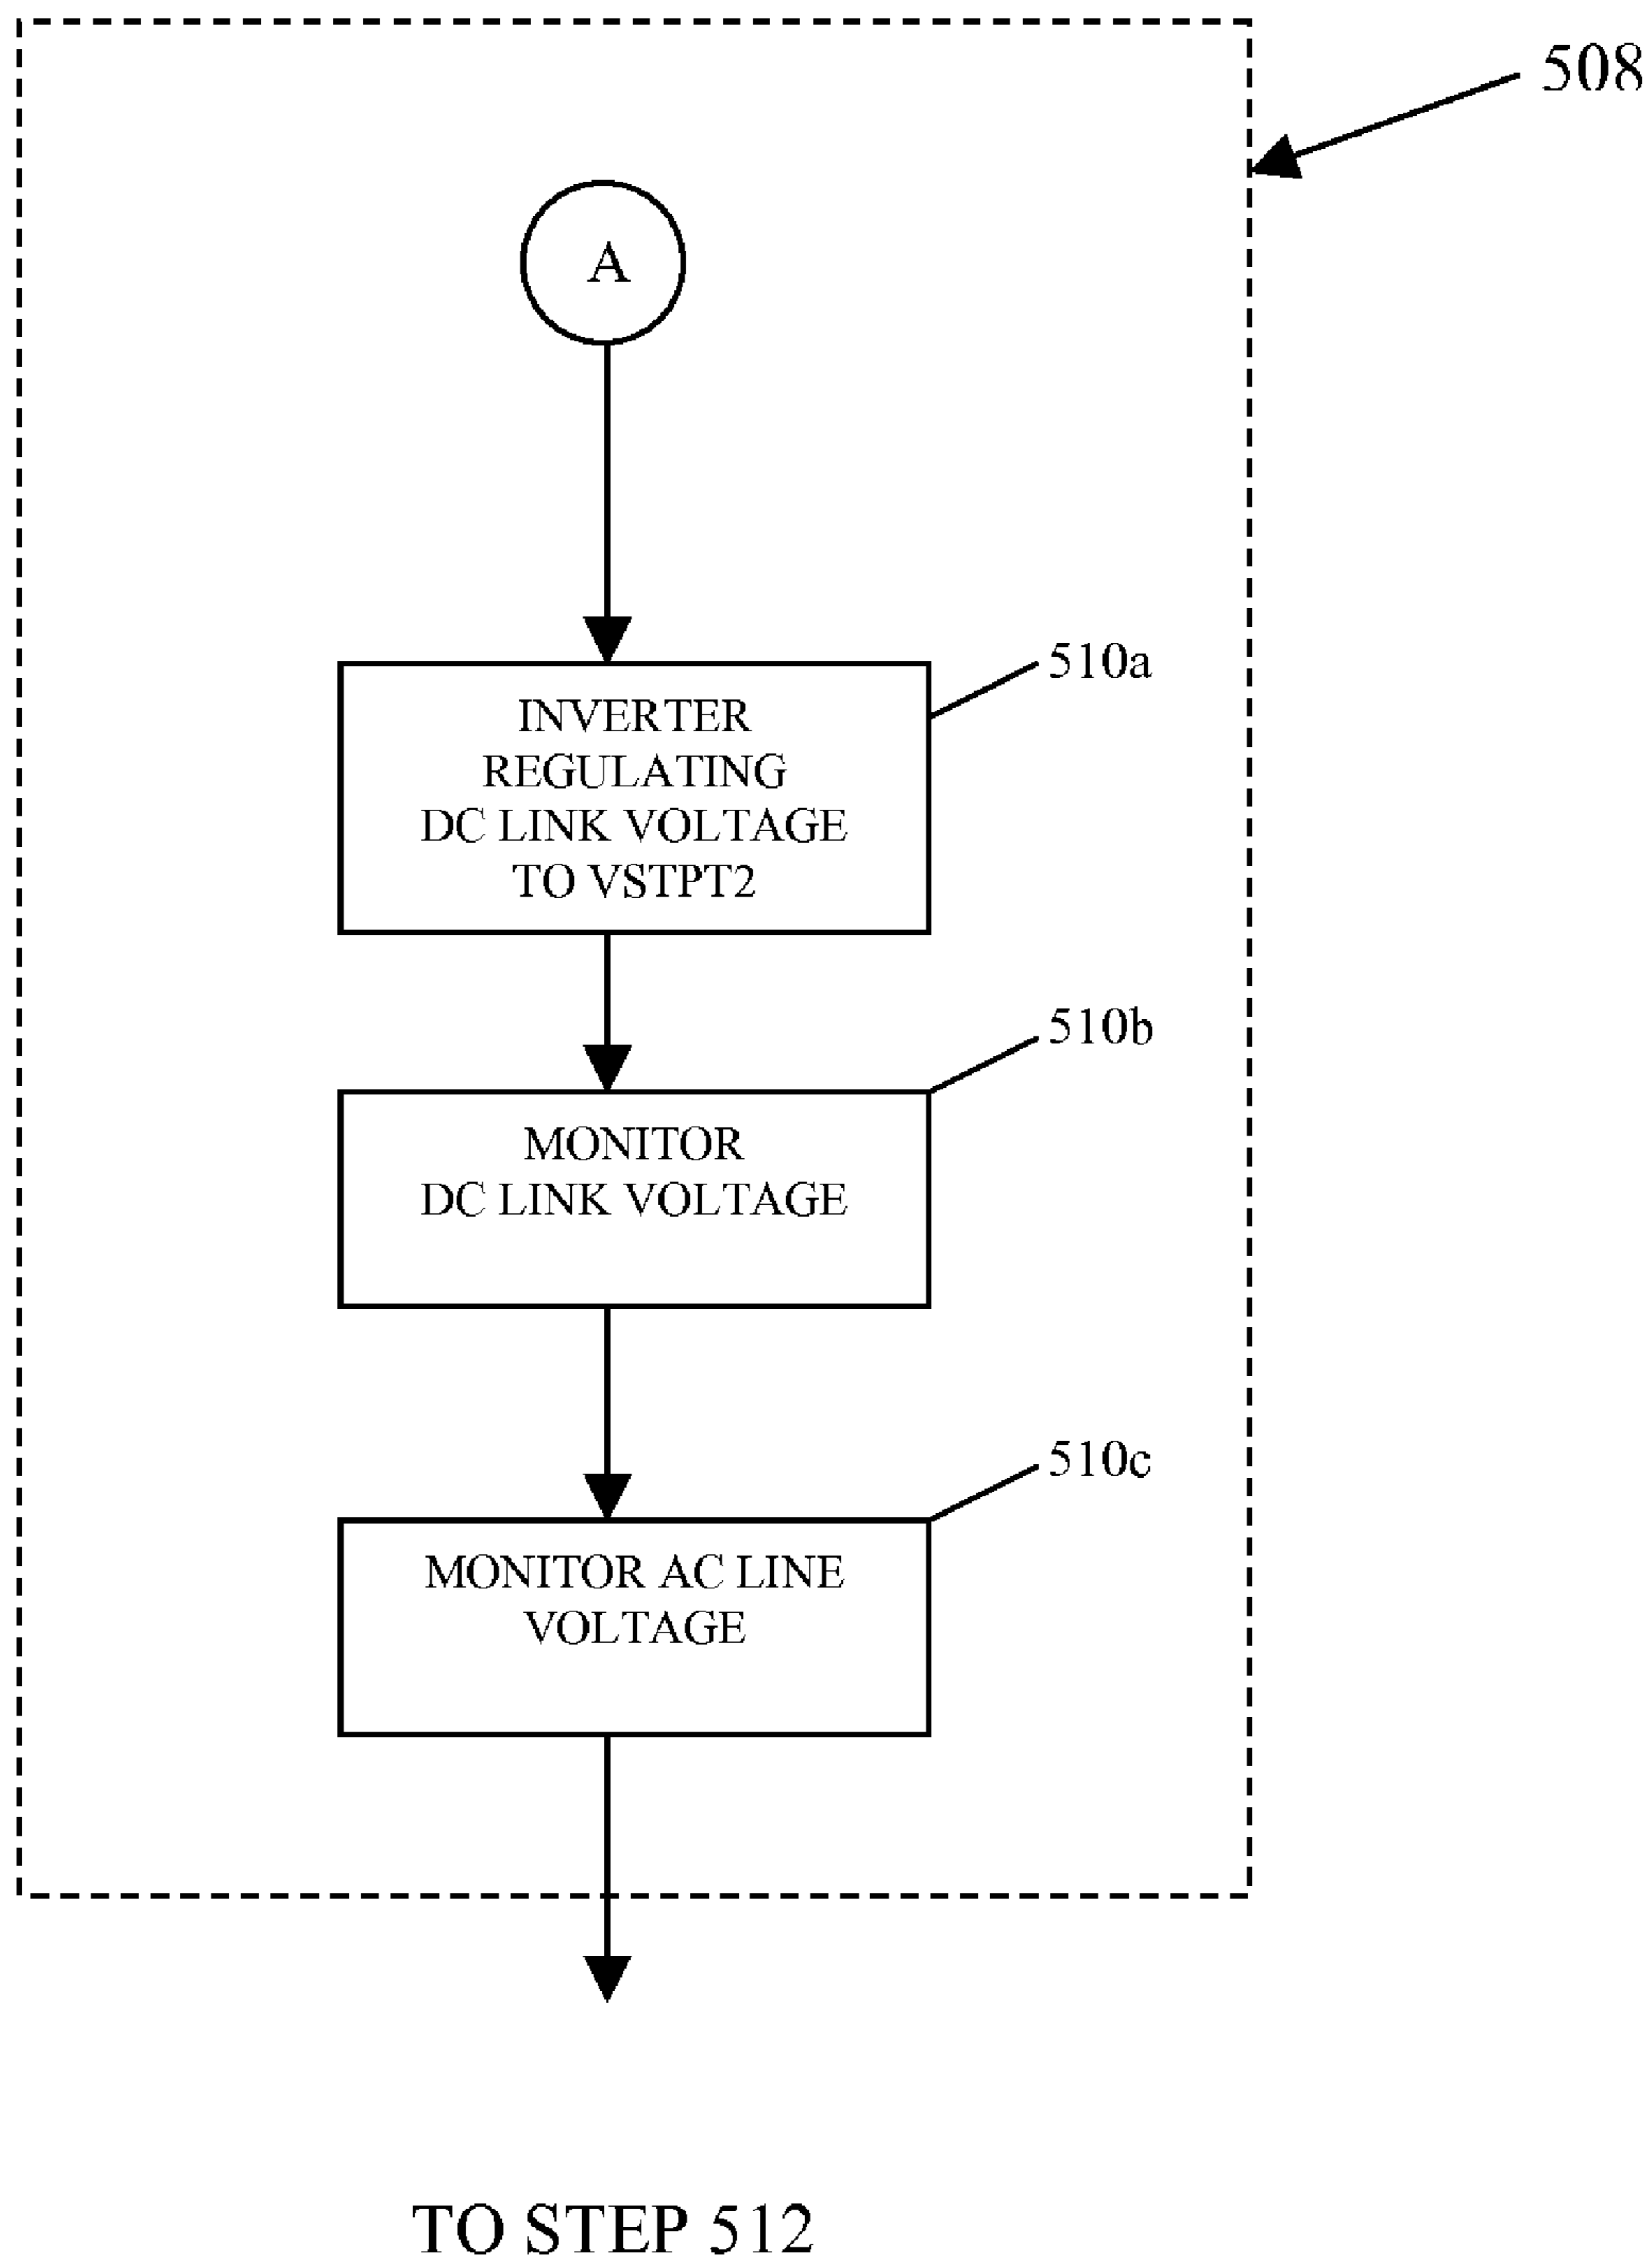 508
A
510a
INVERTER
REGULATING
DC LINK VOLTAGE
TO VSTPT2
510b
MONITOR
DC LINK VOLTAGE
510c
MONITOR AC LINE
VOLTAGE
TO STEP 512